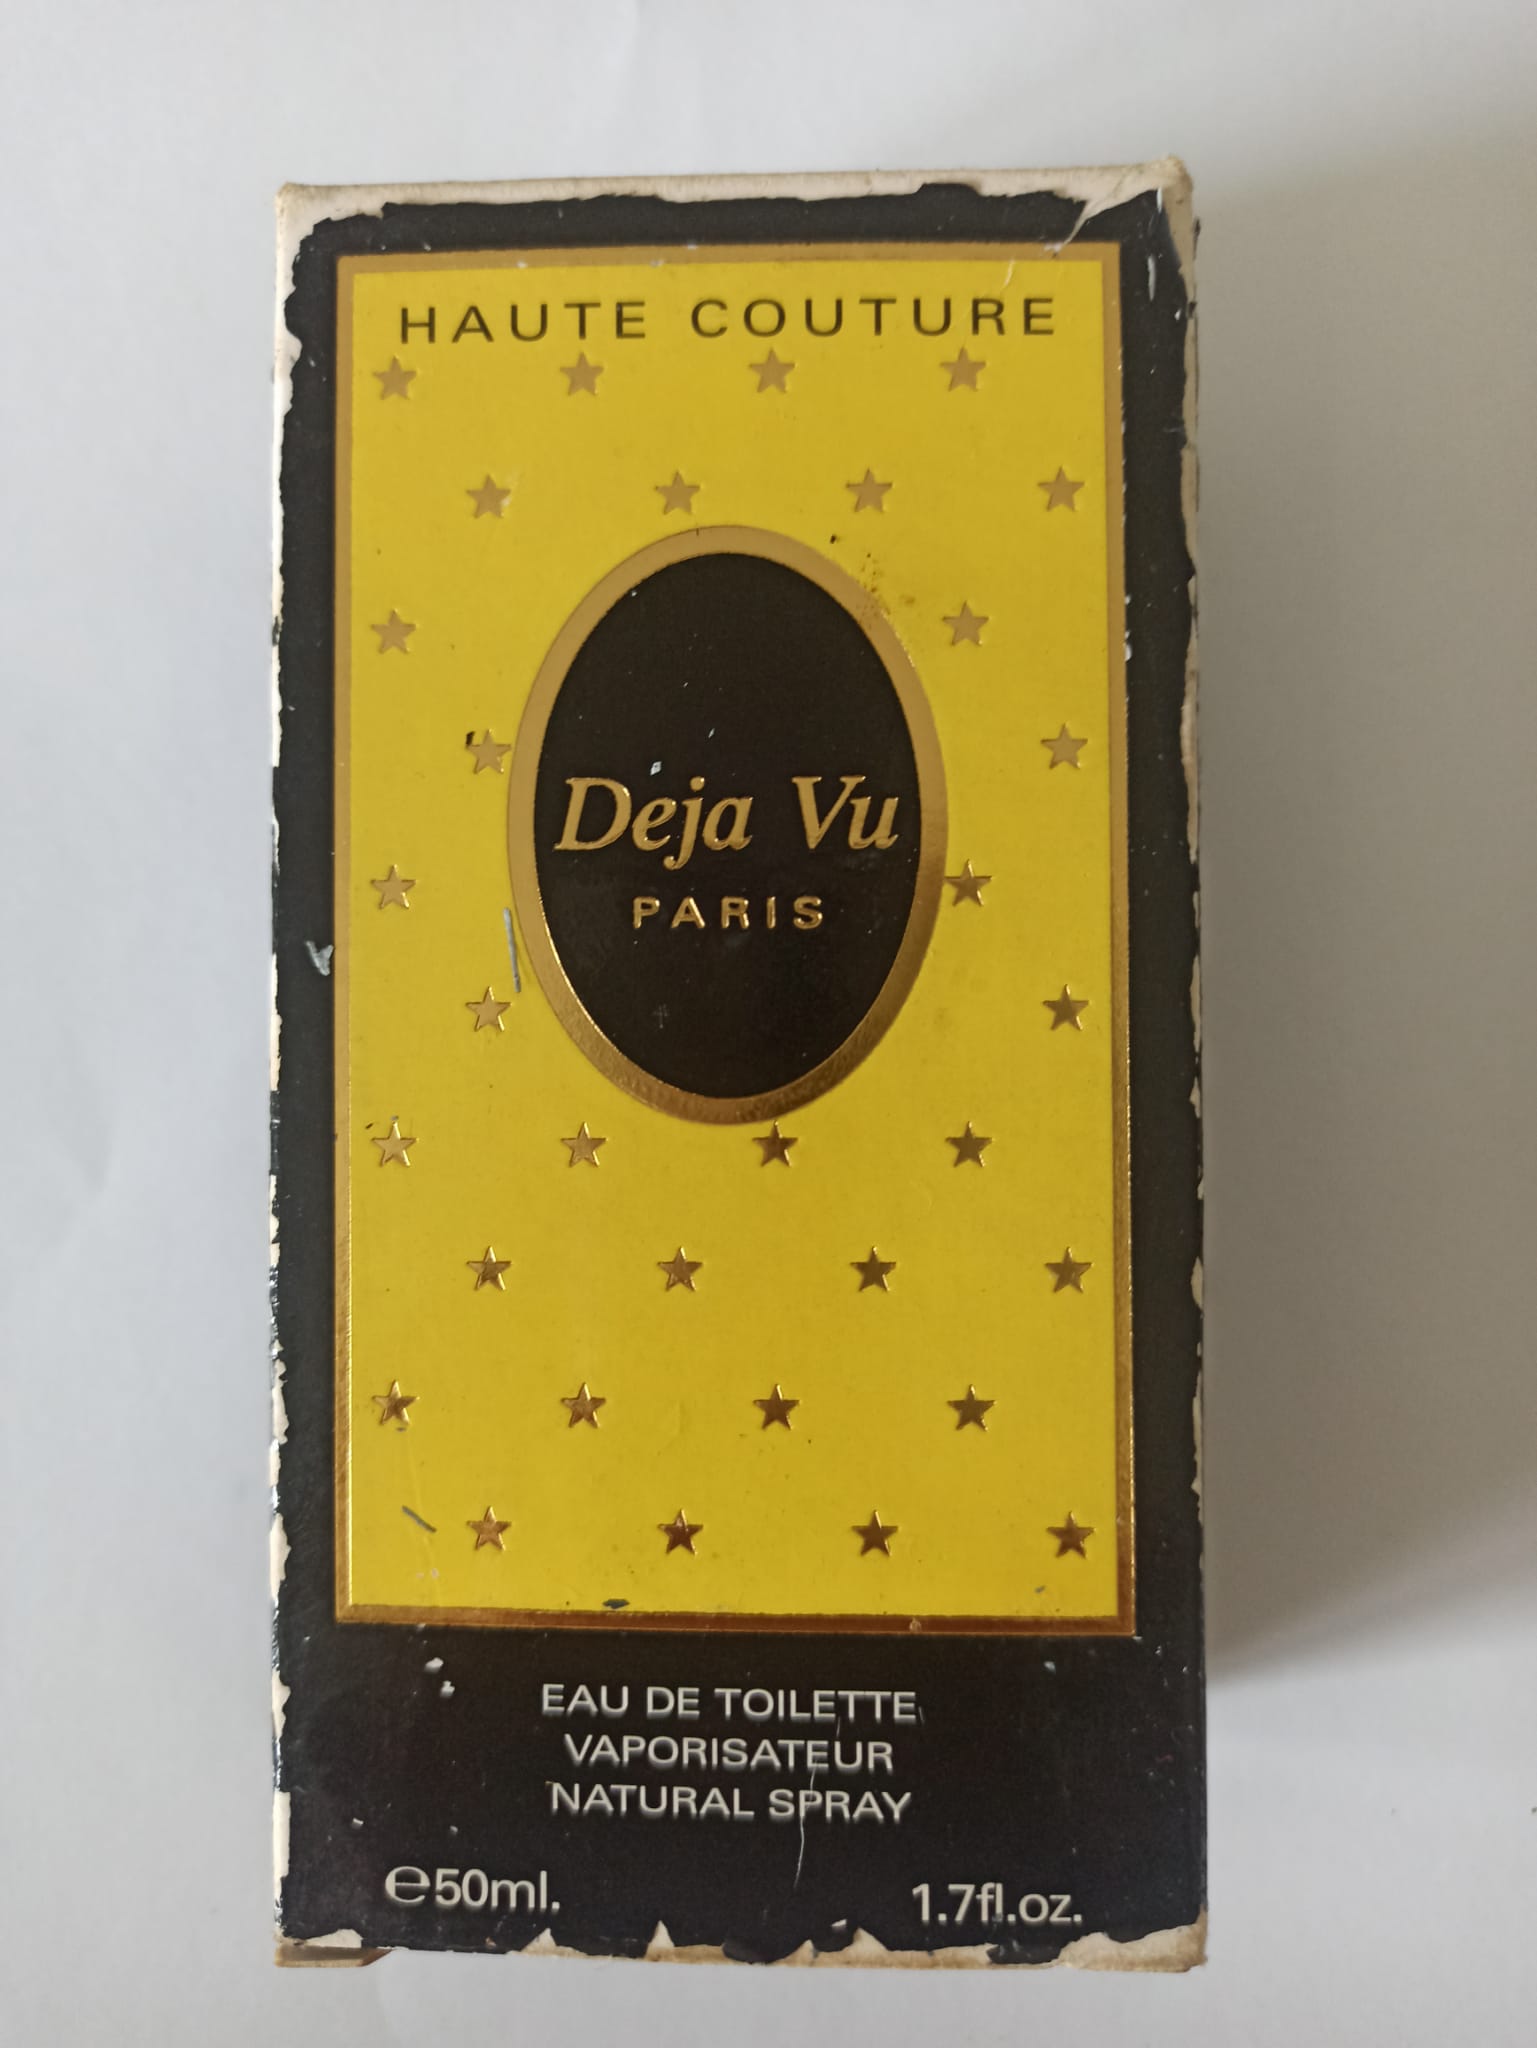 HAUTE COUTURE
Deja Vu
PARIS
EAU DE TOILETTE
VAPORISATEUR
NATURAL SPRAY
℮50ml.
1.7fl.oz.